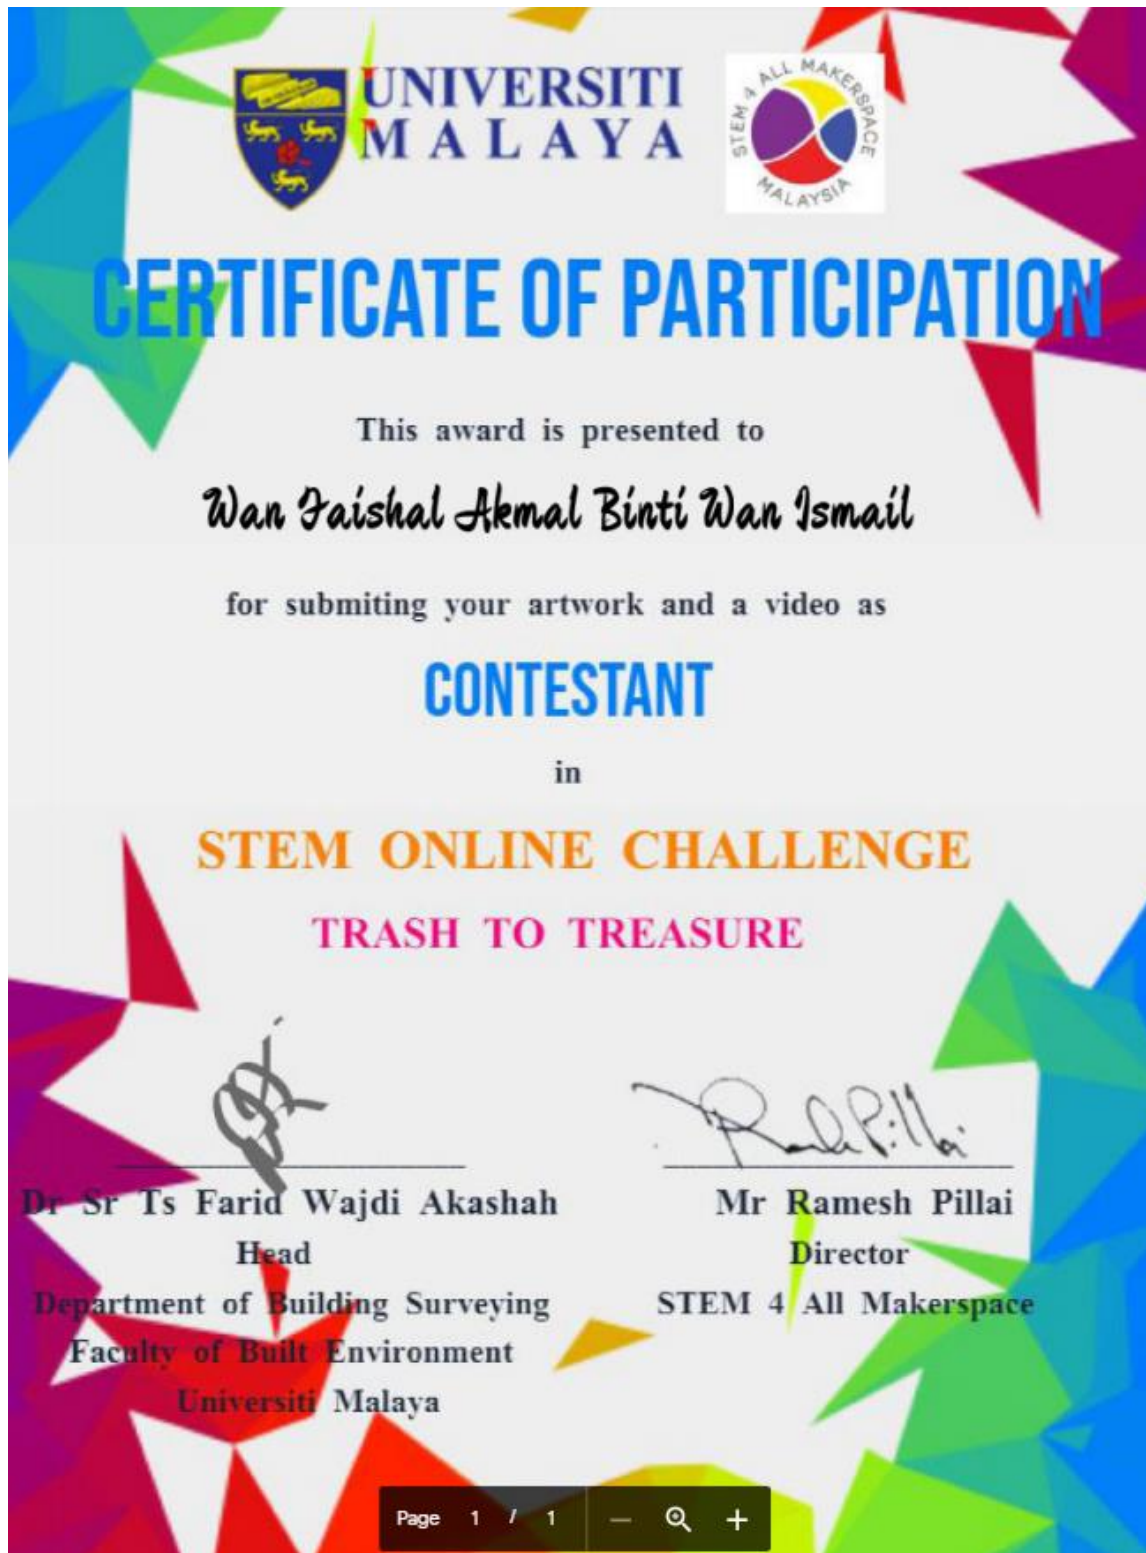 UNIVERSITI
MALAYA
STEM 4 ALL MAKERSPACE
MALAYSIA
CERTIFICATE OF PARTICIPATION
This award is presented to
Wan Faishal Akmal Binti Wan Ismail
for submiting your artwork and a video as
CONTESTANT
in
STEM ONLINE CHALLENGE
TRASH TO TREASURE
Dr Sr Ts Farid Wajdi Akashah
Head
Department of Building Surveying
Faculty of Built Environment
Universiti Malaya
Ramesh Pillai
Mr Ramesh Pillai
Director
STEM 4 All Makerspace
Page 1 / 1